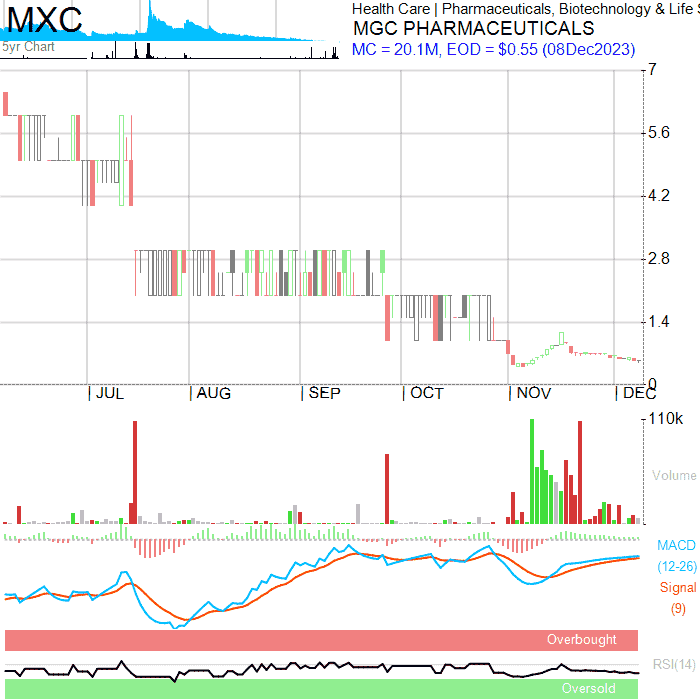 MXC
5yr Chart
Health Care | Pharmaceuticals, Biotechnology & Life S
MGC PHARMACEUTICALS
MC = 20.1M, EOD = $0.55 (08Dec2023)
7
5.6
4.2
2.8
1.4
0
JUL AUG SEP OCT NOV DEC
110k
Volume
MACD
(12-26)
Signal
(9)
Overbought
RSI(14)
Oversold